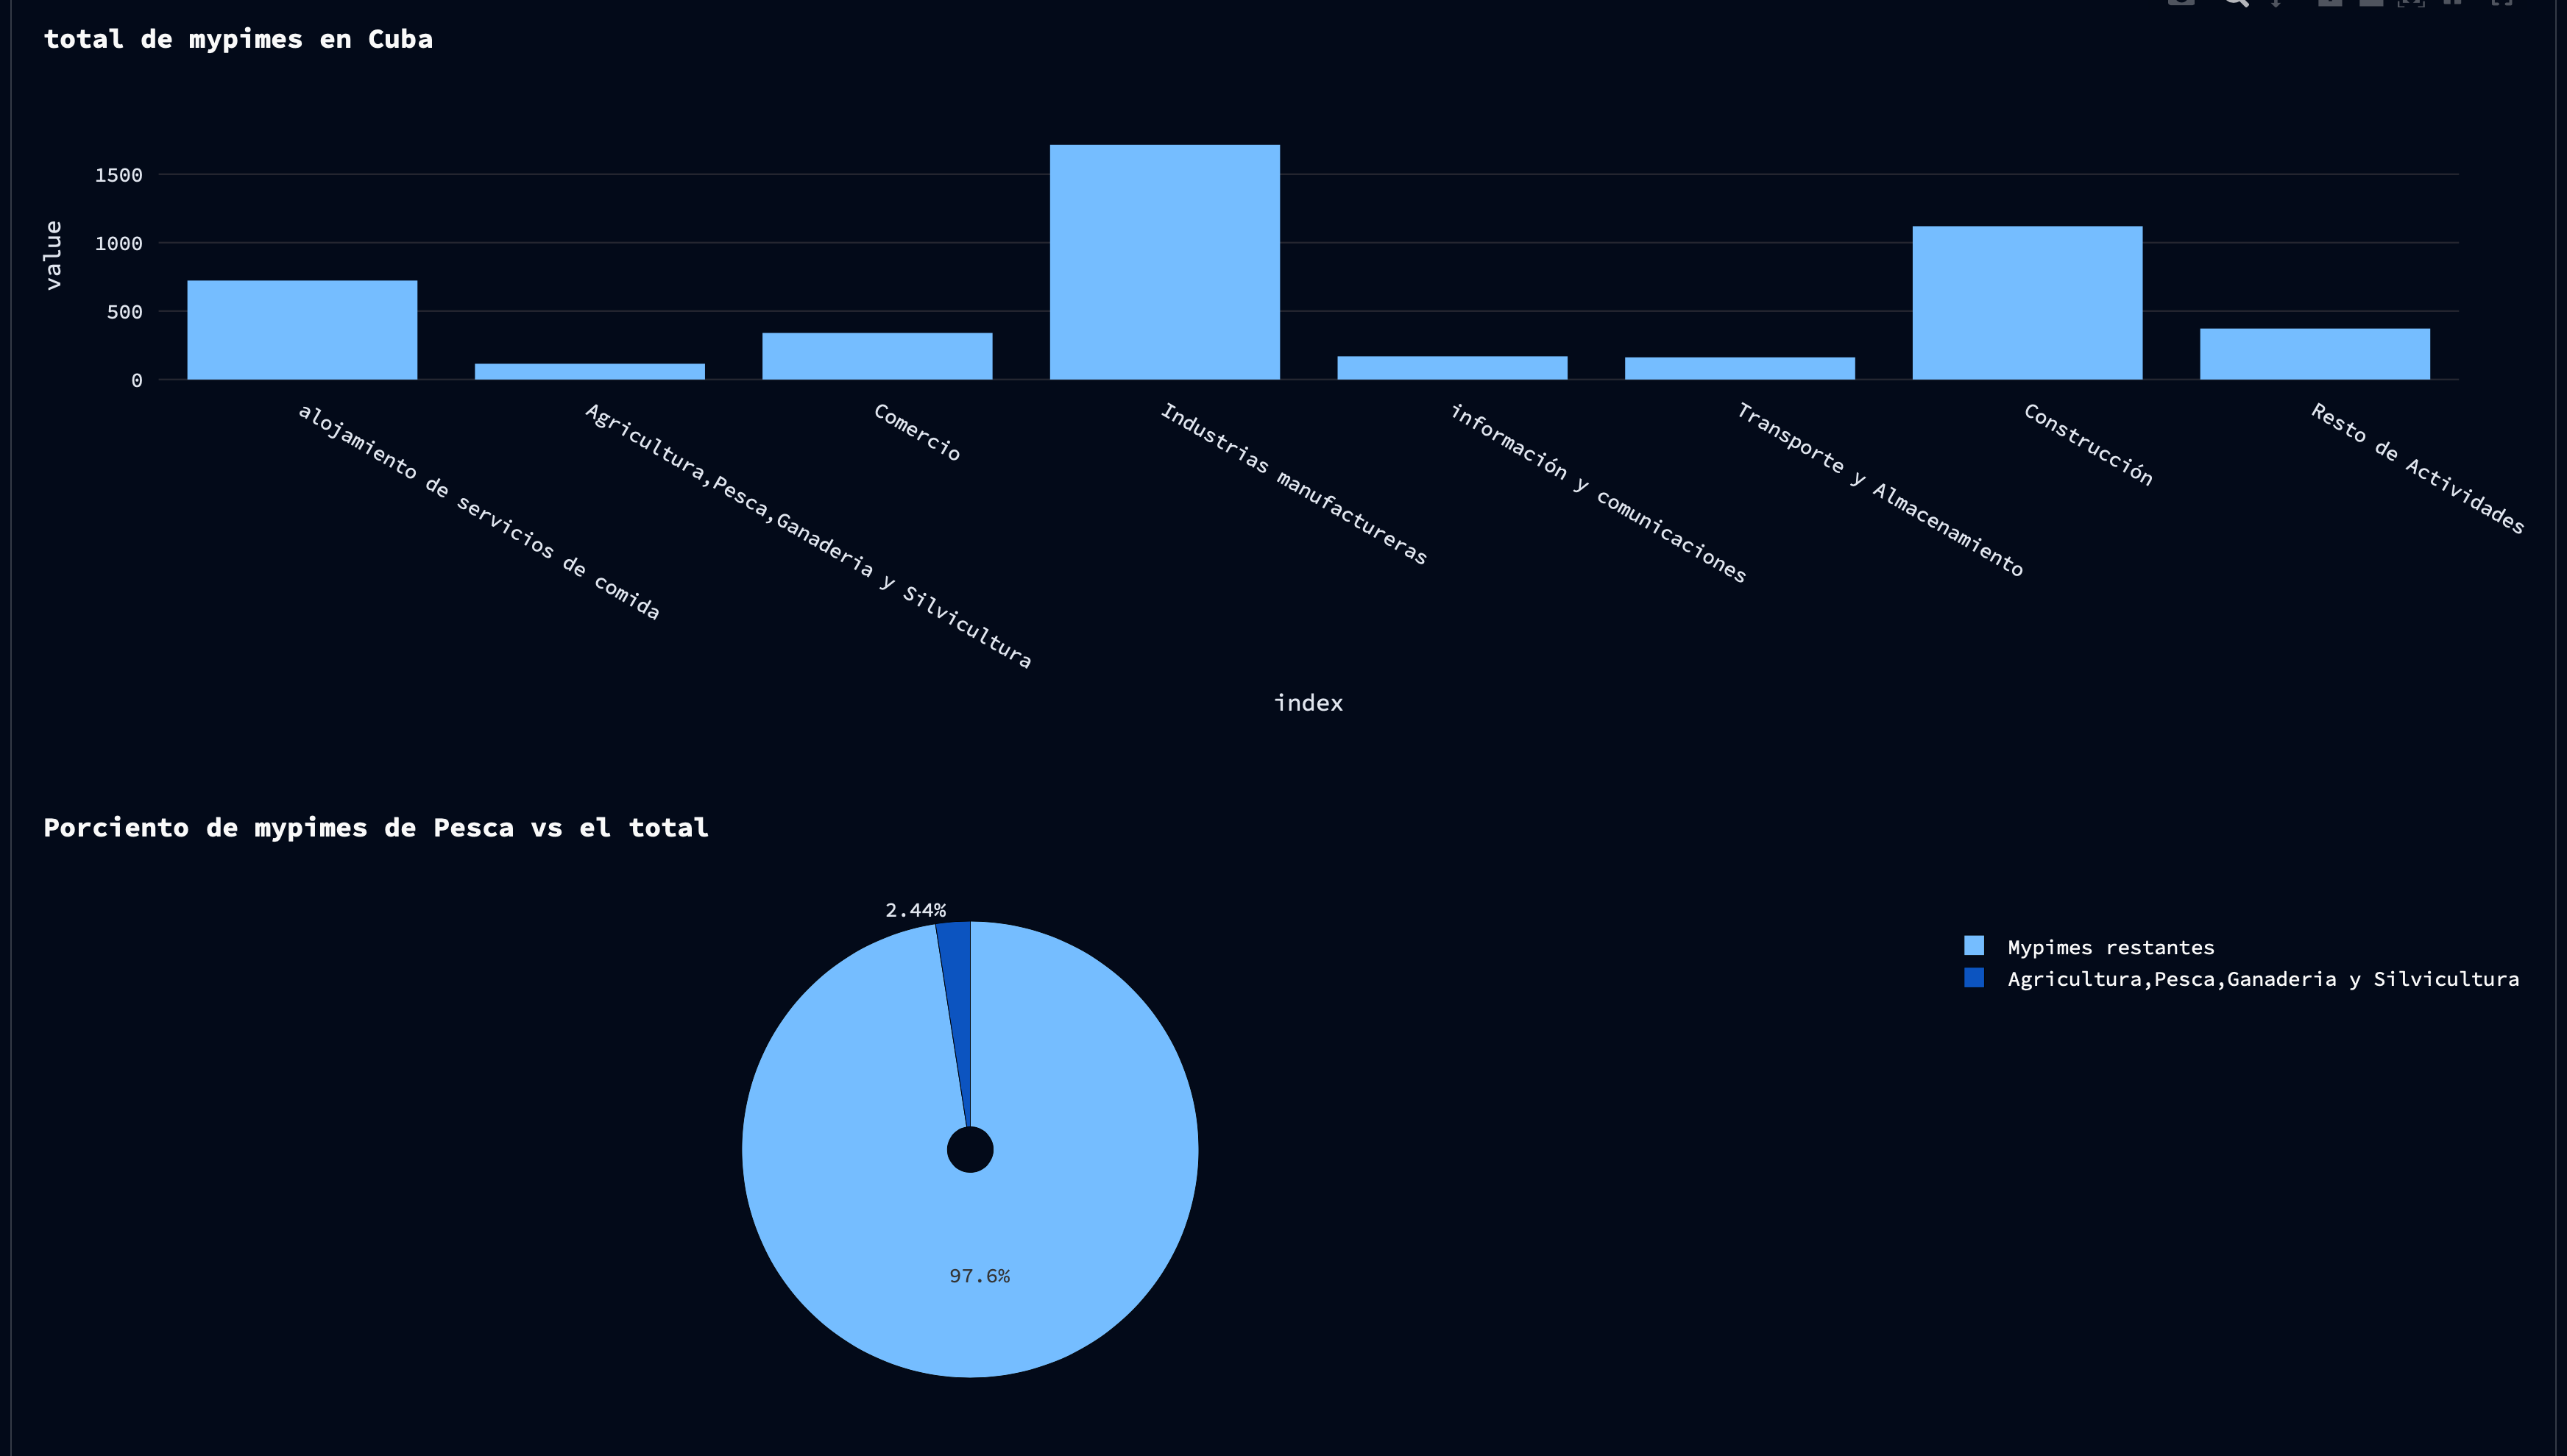 total de mypimes en Cuba
1500
1000
500
0
value
alojamiento de servicios de comida
Agricultura,Pesca,Ganaderia y Silvicultura
Comercio
Industrias manufactureras
información y comunicaciones
Transporte y Almacenamiento
Construcción
Resto de Actividades
index
Porciento de mypimes de Pesca vs el total
2.44%
97.6%
Mypimes restantes
Agricultura,Pesca,Ganaderia y Silvicultura